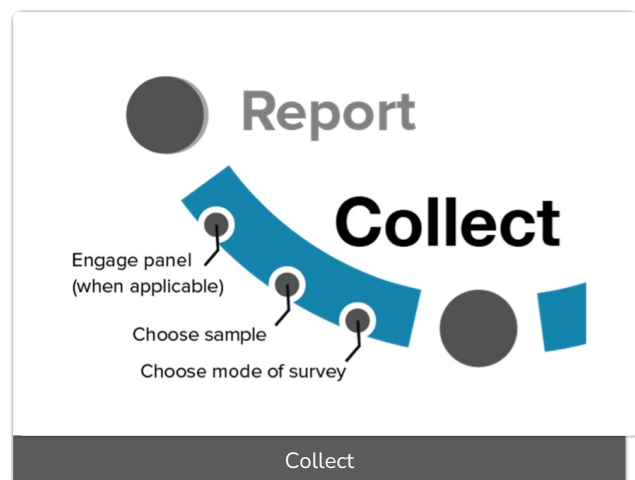 Report
Collect
Engage panel
(when applicable)
Choose sample
Choose mode of survey
Collect